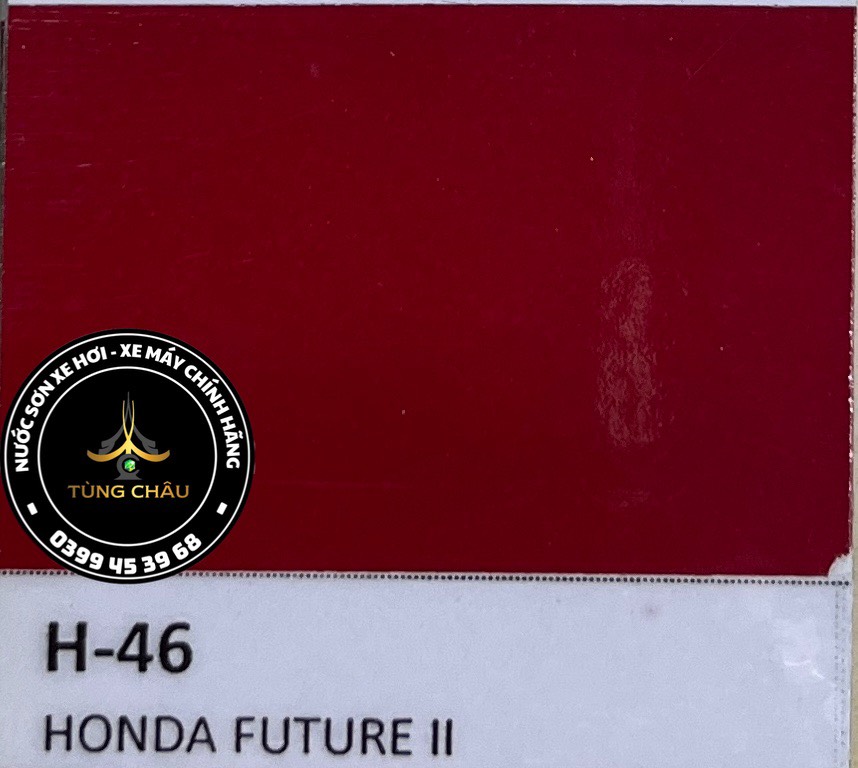 NƯỚC SƠN XE HƠI - XE MÁY CHÍNH HÃNG
TÙNG CHÂU
0399 45 39 68
H-46
HONDA FUTURE II